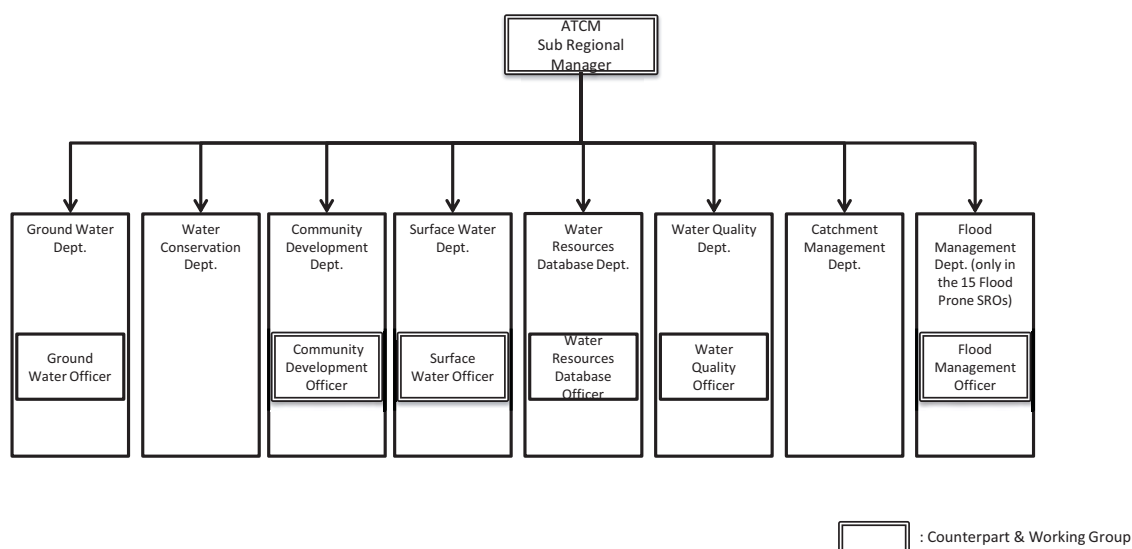 ATCM
Sub Regional
Manager
Ground Water
Dept.
Water
Conservation
Dept.
Community
Development
Dept.
Surface Water
Dept.
Water
Resources
Database Dept.
Water Quality
Dept.
Catchment
Management
Dept.
Flood
Management
Dept. (only in
the 15 Flood
Prone SROs)
Ground
Water Officer
Community
Development
Officer
Surface
Water Officer
Water
Resources
Database
Officer
Water
Quality
Officer
Flood
Management
Officer
: Counterpart & Working Group